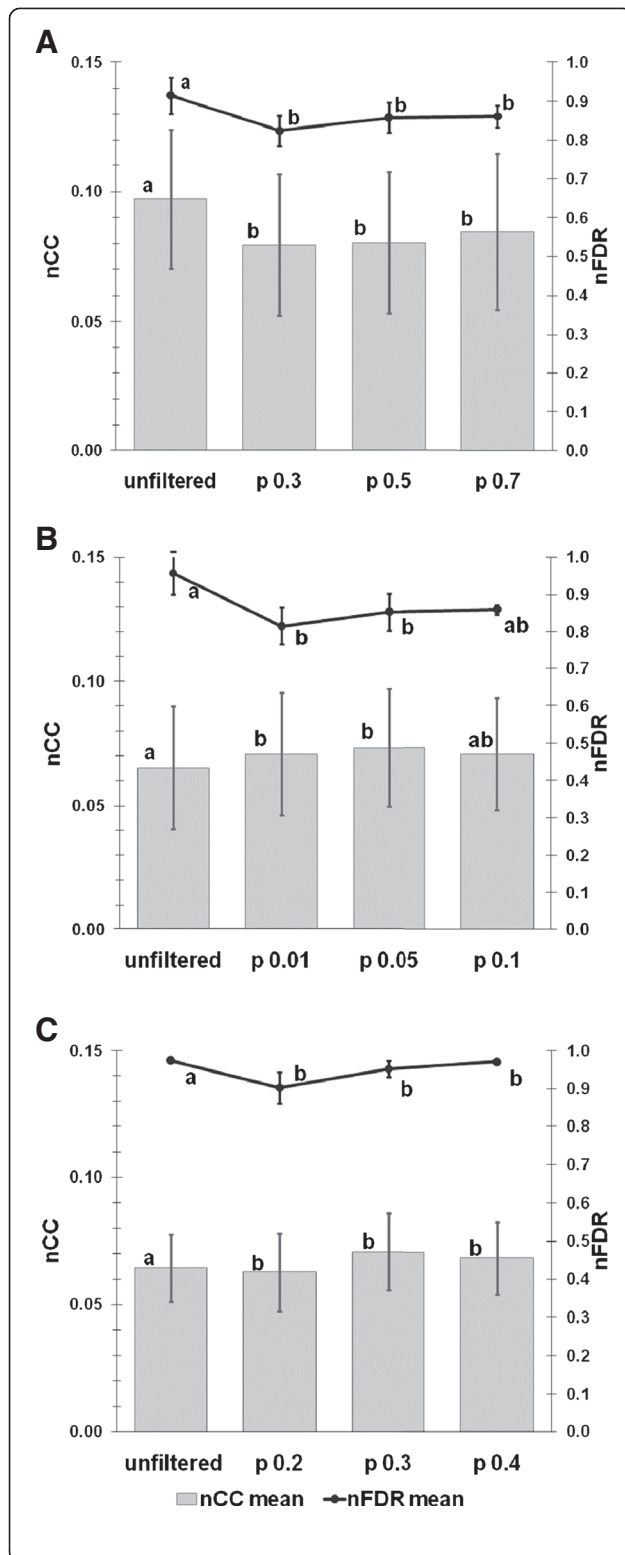 A
0.15 1.0
a 0.9
b b b
0.8
0.10 0.7
a
b b b 0.6
nCC 0.5 nFDR
0.05 0.4
0.3
0.2
0.1
0.00 0.0
unfiltered p 0.3 p 0.5 p 0.7
B
0.15 1.0
a 0.9
b b ab
0.8
0.10 0.7
0.6
a b b ab
nCC 0.5 nFDR
0.05 0.4
0.3
0.2
0.1
0.00 0.0
unfiltered p 0.01 p 0.05 p 0.1
C
0.15 1.0
a b b b
0.9
0.8
0.10 0.7
0.6
nCC 0.5 nFDR
a b b b
0.05 0.4
0.3
0.2
0.1
0.00 0.0
unfiltered p 0.2 p 0.3 p 0.4
nCC mean nFDR mean